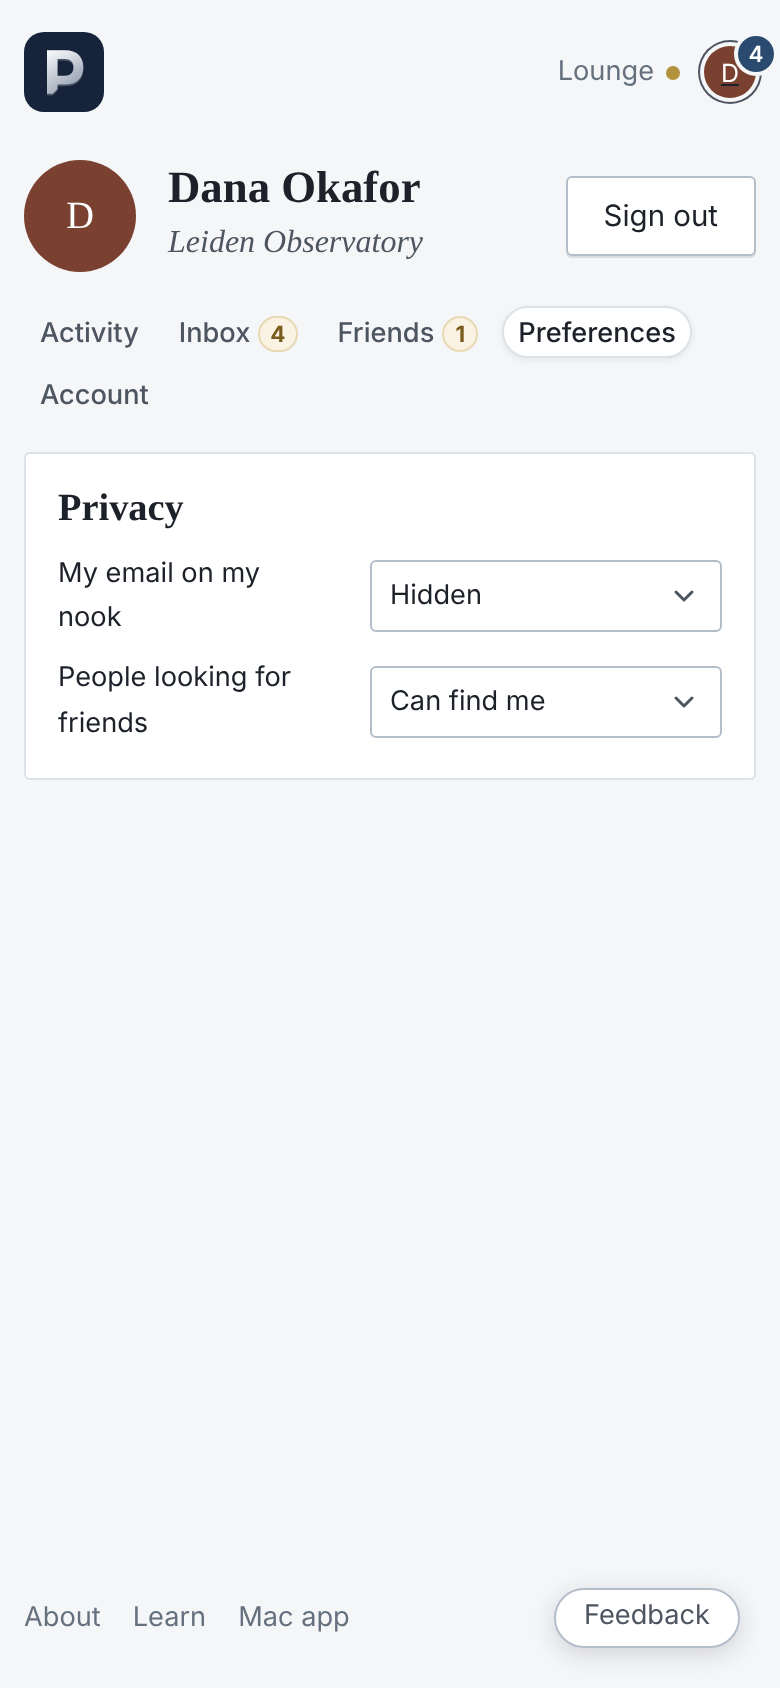 P
Lounge
D
4
D
Dana Okafor
Leiden Observatory
Sign out
Activity
Inbox 4
Friends 1
Preferences
Account
Privacy
My email on my
nook
Hidden
People looking for
friends
Can find me
About
Learn
Mac app
Feedback